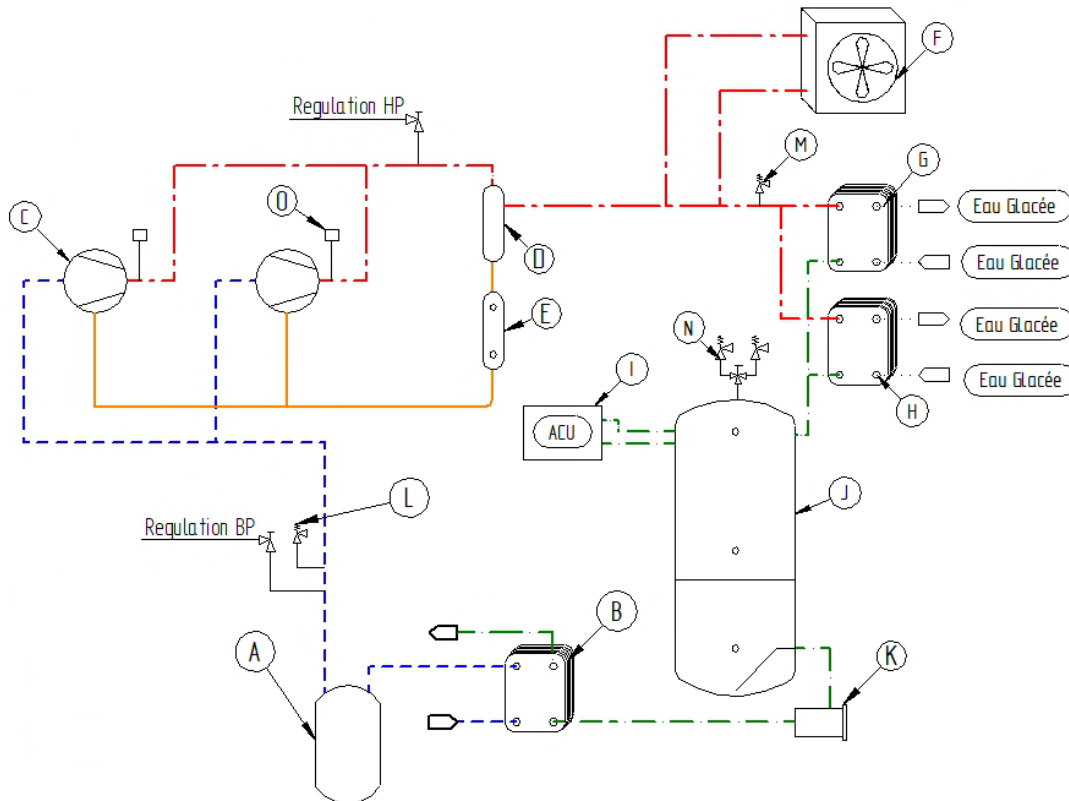 F
Regulation HP
M
G
C
O
Eau Glacée
D
Eau Glacée
E
N
Eau Glacée
I
Eau Glacée
H
ACU
L
J
Regulation BP
B
A
K